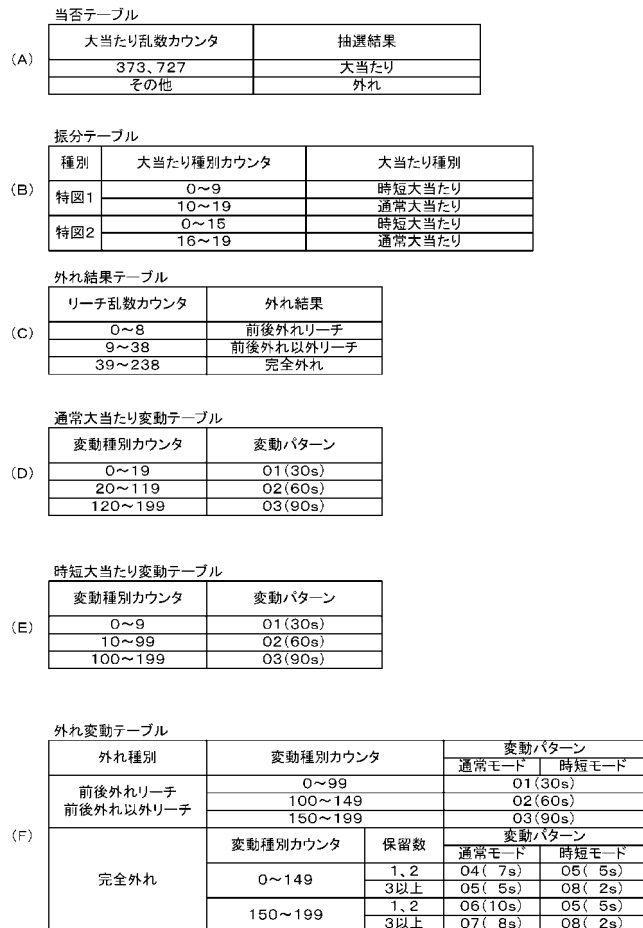 当否テーブル
大当たり乱数カウンタ 抽選結果
(A)
373、727 大当たり
その他 外れ
振分テーブル
種別 大当たり種別カウンタ 大当たり種別
(B)
特図1 0~9 時短大当たり
10~19 通常大当たり
特図2 0~15 時短大当たり
16~19 通常大当たり
外れ結果テーブル
リーチ乱数カウンタ 外れ結果
(C)
0~8 前後外れリーチ
9~38 前後外れ以外リーチ
39~238 完全外れ
通常大当たり変動テーブル
変動種別カウンタ 変動パターン
(D)
0~19 01(30s)
20~119 02(60s)
120~199 03(90s)
時短大当たり変動テーブル
変動種別カウンタ 変動パターン
(E)
0~9 01(30s)
10~99 02(60s)
100~199 03(90s)
外れ変動テーブル
外れ種別 変動種別カウンタ 変動パターン
通常モード 時短モード
前後外れリーチ
前後外れ以外リーチ
0~99 01(30s)
100~149 02(60s)
150~199 03(90s)
(F)
完全外れ
変動種別カウンタ 保留数 変動パターン
通常モード 時短モード
0~149 1、2 04( 7s) 05( 5s)
3以上 05( 5s) 08( 2s)
150~199 1、2 06(10s) 05( 5s)
3以上 07( 8s) 08( 2s)